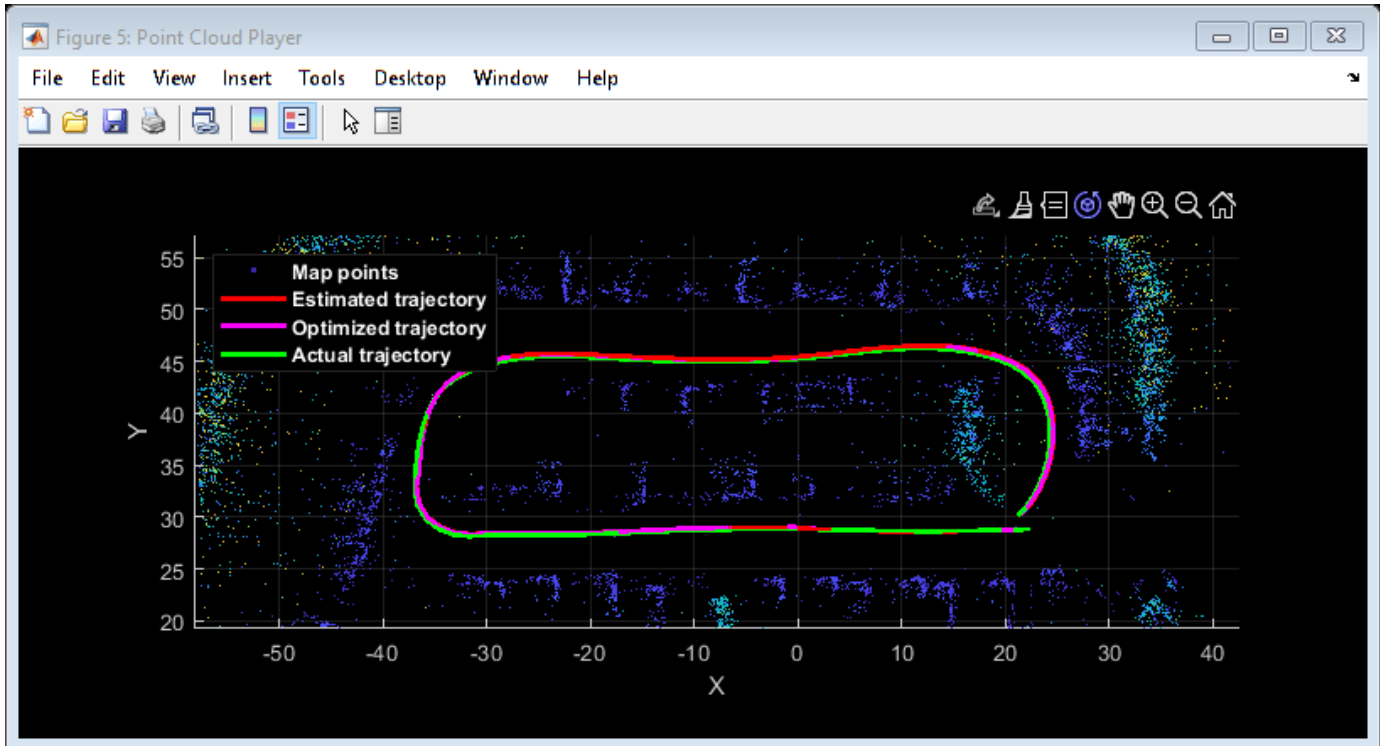 Figure 5: Point Cloud Player
File Edit View Insert Tools Desktop Window Help
Map points
Estimated trajectory
Optimized trajectory
Actual trajectory
55
50
45
40
35
30
25
20
Y
-50 -40 -30 -20 -10 0 10 20 30 40
X